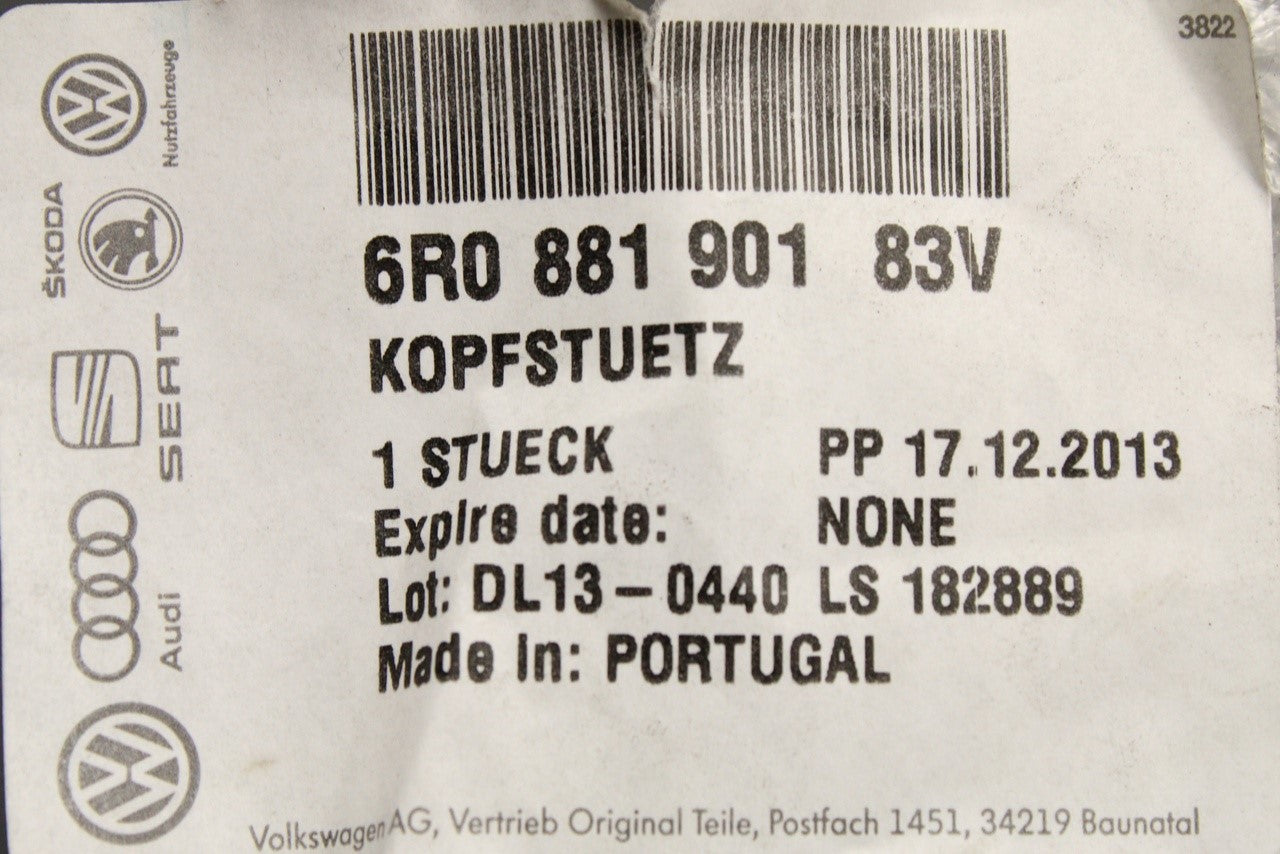 3822
Nutzfahrzeuge
ŠKODA
SEAT
Audi
6R0 881 901 83V
KOPFSTUETZ
1 STUECK PP 17.12.2013
Expire date: NONE
Lot: DL13-0440 LS 182889
Made in: PORTUGAL
Volkswagen AG, Vertrieb Original Teile, Postfach 1451, 34219 Baunatal